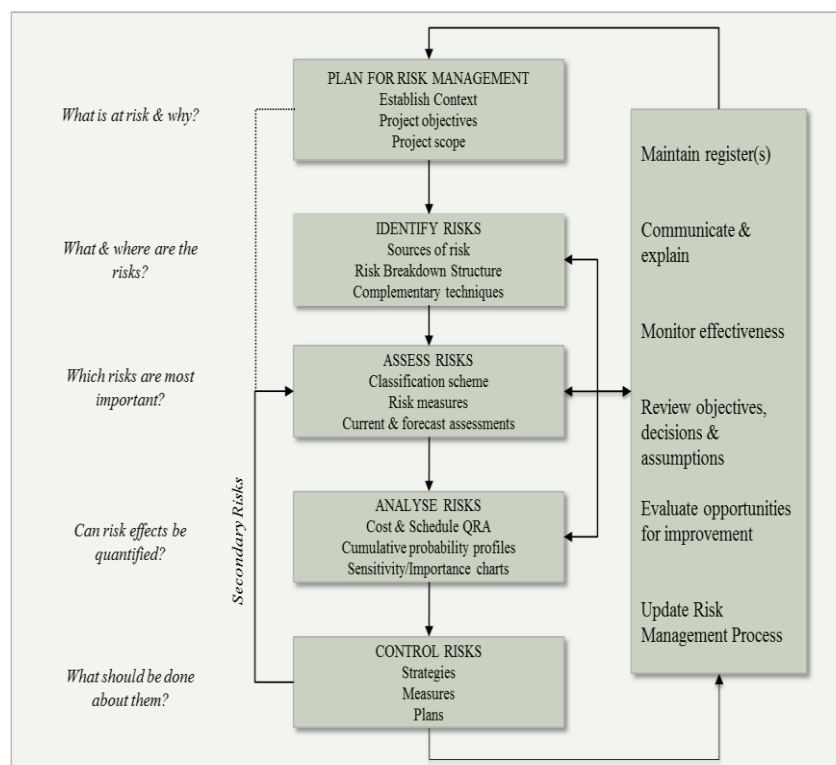 What is at risk & why?
PLAN FOR RISK MANAGEMENT
Establish Context
Project objectives
Project scope
What & where are the
risks?
IDENTIFY RISKS
Sources of risk
Risk Breakdown Structure
Complementary techniques
Which risks are most
important?
ASSESS RISKS
Classification scheme
Risk measures
Current & forecast assessments
Secondary Risks
Can risk effects be
quantified?
ANALYSE RISKS
Cost & Schedule QRA
Cumulative probability profiles
Sensitivity/Importance charts
What should be done
about them?
CONTROL RISKS
Strategies
Measures
Plans
Maintain register(s)
Communicate &
explain
Monitor effectiveness
Review objectives,
decisions &
assumptions
Evaluate opportunities
for improvement
Update Risk
Management Process